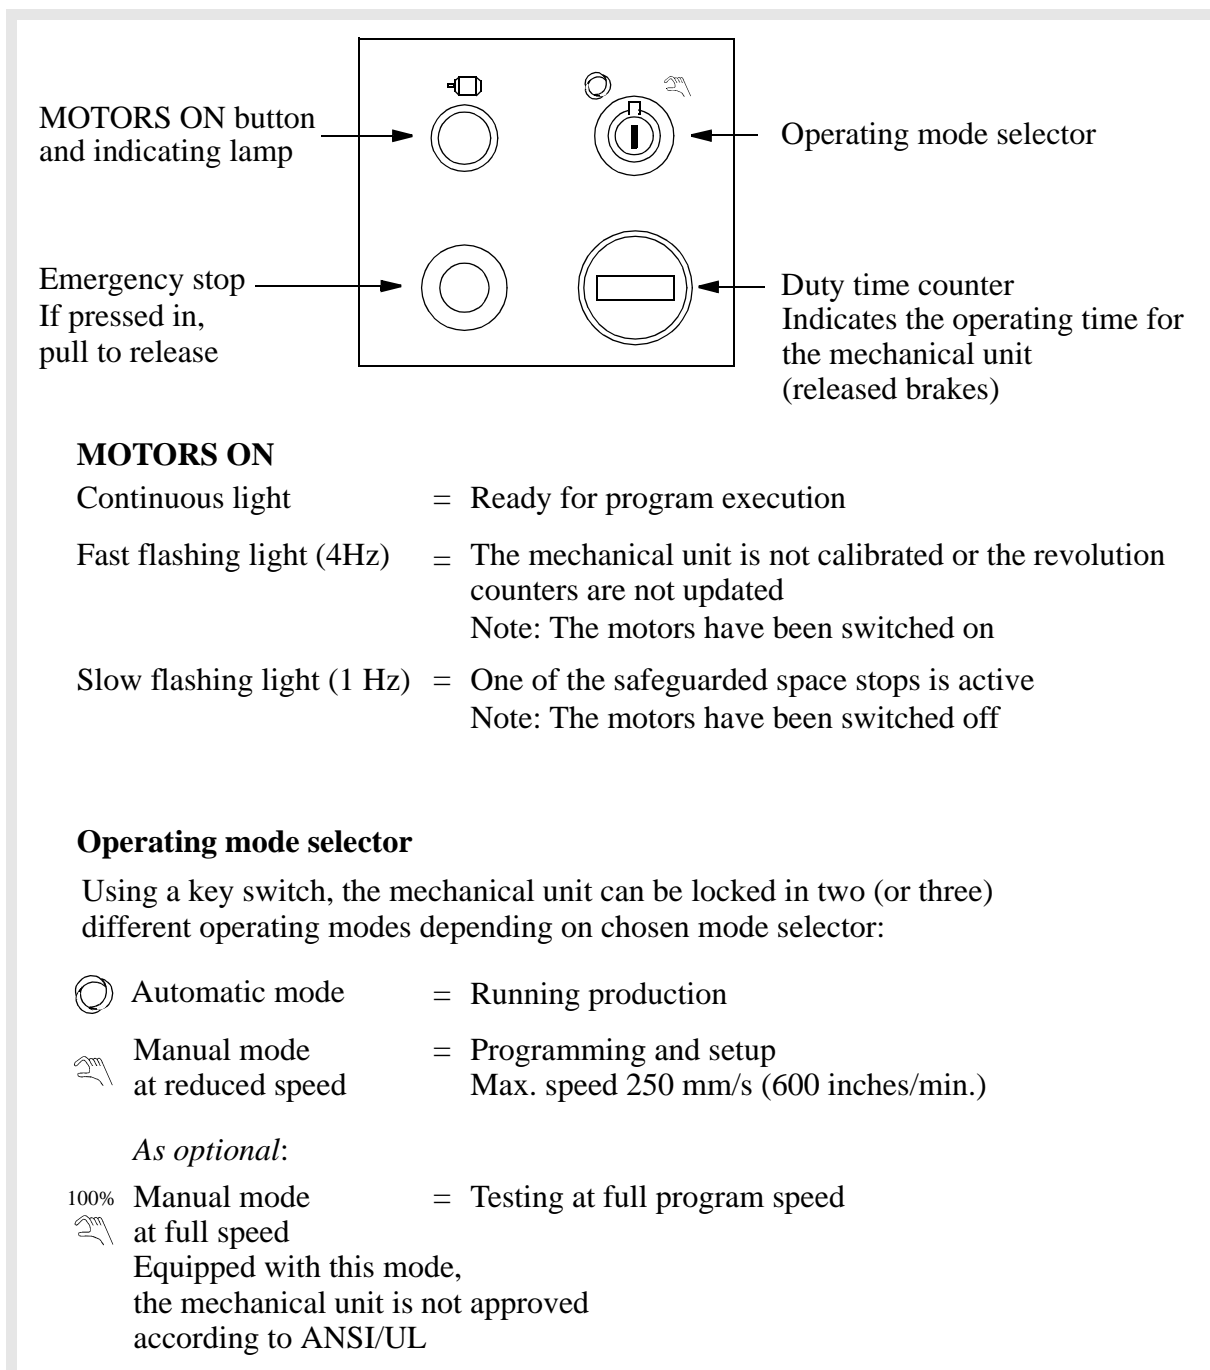 MOTORS ON button
and indicating lamp
Operating mode selector
Emergency stop
If pressed in,
pull to release
Duty time counter
Indicates the operating time for
the mechanical unit
(released brakes)
MOTORS ON
Continuous light = Ready for program execution
Fast flashing light (4Hz) = The mechanical unit is not calibrated or the revolution
counters are not updated
Note: The motors have been switched on
Slow flashing light (1 Hz) = One of the safeguarded space stops is active
Note: The motors have been switched off
Operating mode selector
Using a key switch, the mechanical unit can be locked in two (or three)
different operating modes depending on chosen mode selector:
Automatic mode = Running production
Manual mode = Programming and setup
at reduced speed Max. speed 250 mm/s (600 inches/min.)
As optional:
100% Manual mode = Testing at full program speed
at full speed
Equipped with this mode,
the mechanical unit is not approved
according to ANSI/UL